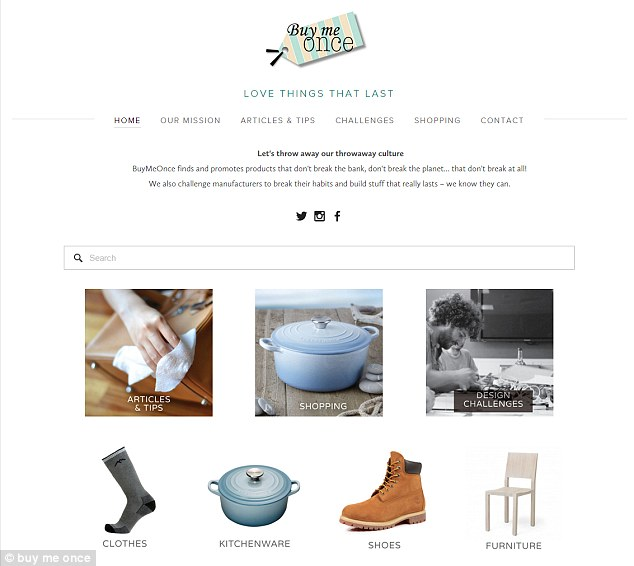 Buy me
once
LOVE THINGS THAT LAST
HOME OUR MISSION ARTICLES & TIPS CHALLENGES SHOPPING CONTACT
Let's throw away our throwaway culture
BuyMeOnce finds and promotes products that don't break the bank, don't break the planet... that don't break at all!
We also challenge manufacturers to break their habits and build stuff that really lasts – we know they can.
Search
ARTICLES
& TIPS
SHOPPING
DESIGN
CHALLENGES
CLOTHES
KITCHENWARE
SHOES
FURNITURE
© buy me once